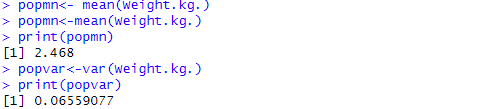 > popmn<- mean(Weight.kg.)
> popmn<-mean(Weight.kg.)
> print(popmn)
[1] 2.468
> popvar<-var(Weight.kg.)
> print(popvar)
[1] 0.06559077